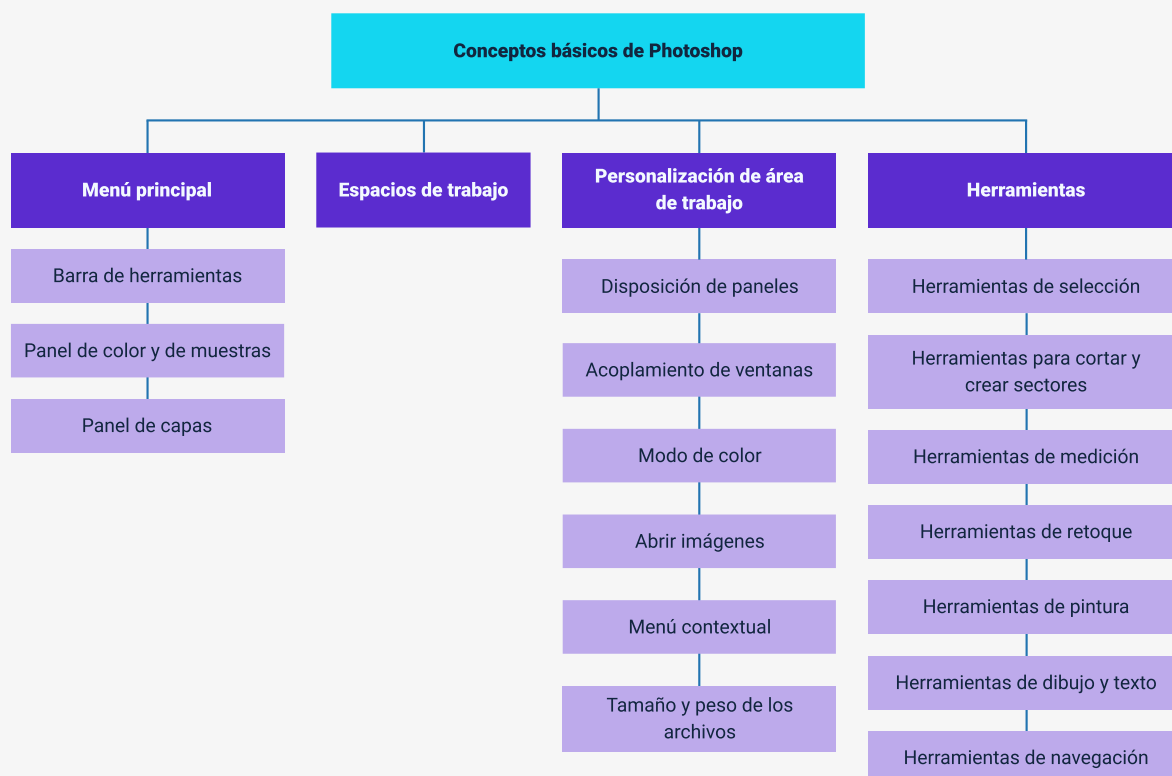 Conceptos básicos de Photoshop
Menú principal
Barra de herramientas
Panel de color y de muestras
Panel de capas
Espacios de trabajo
Personalización de área
de trabajo
Disposición de paneles
Acoplamiento de ventanas
Modo de color
Abrir imágenes
Menú contextual
Tamaño y peso de los
archivos
Herramientas
Herramientas de selección
Herramientas para cortar y
crear sectores
Herramientas de medición
Herramientas de retoque
Herramientas de pintura
Herramientas de dibujo y texto
Herramientas de navegación